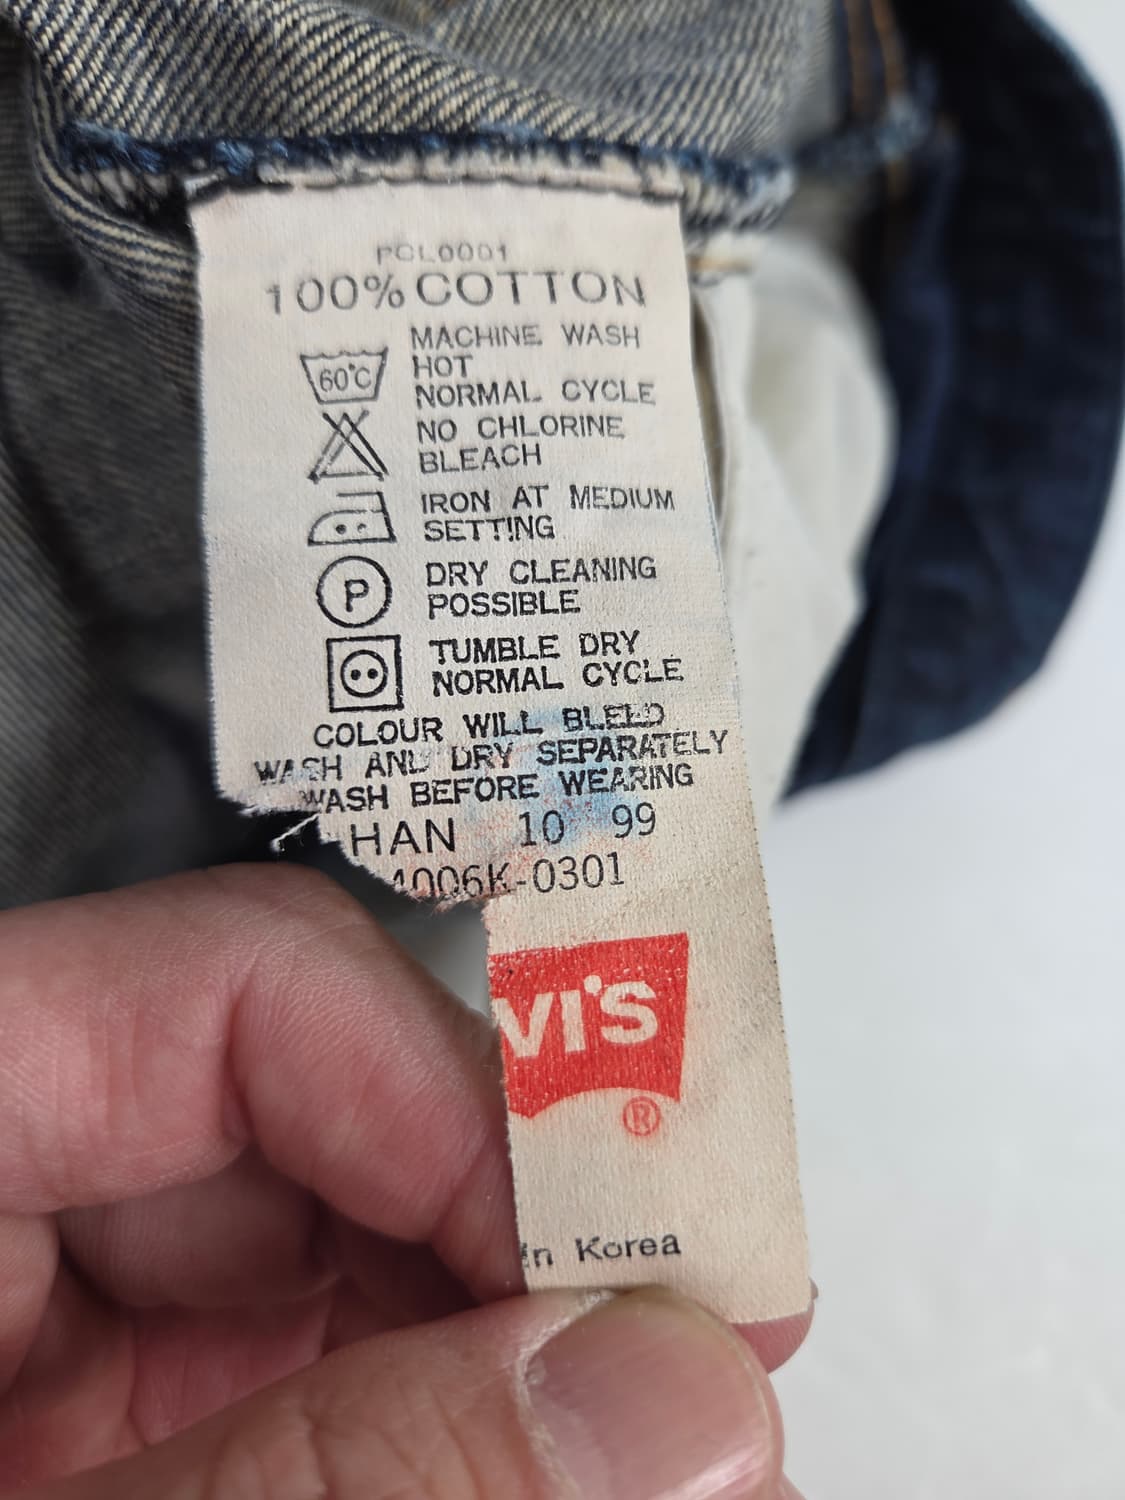 PCL0001
100% COTTON
60°C
MACHINE WASH
HOT
NORMAL CYCLE
NO CHLORINE
BLEACH
IRON AT MEDIUM
SETTING
P
DRY CLEANING
POSSIBLE
TUMBLE DRY
NORMAL CYCLE
COLOUR WILL BLEED
WASH AND DRY SEPARATELY
WASH BEFORE WEARING
HAN 10 99
4006K-0301
VI'S
®
in Korea